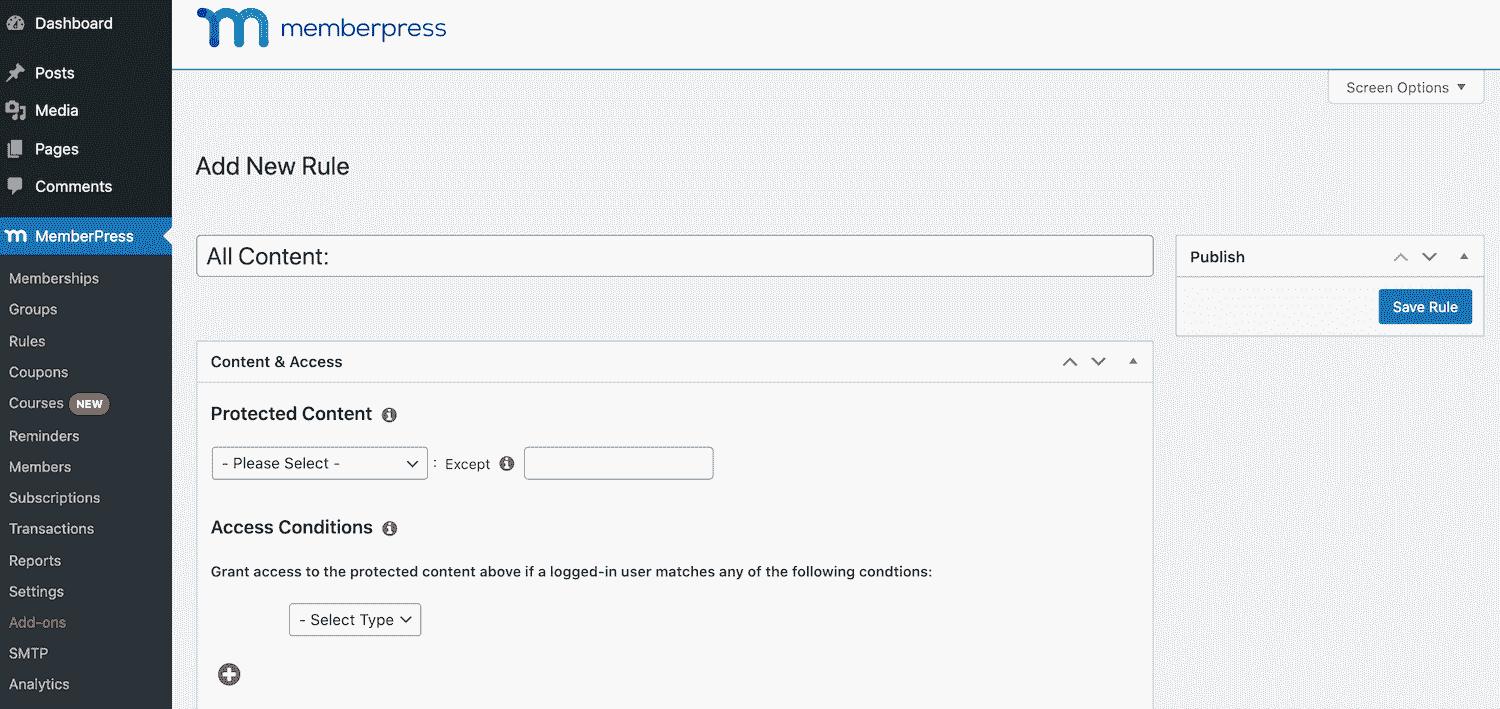 memberpress
Screen Options
Dashboard
Posts
Media
Pages
Comments
MemberPress
Memberships
Groups
Rules
Coupons
Courses NEW
Reminders
Members
Subscriptions
Transactions
Reports
Settings
Add-ons
SMTP
Analytics
Add New Rule
All Content:
Publish
Save Rule
Content & Access
Protected Content
- Please Select - : Except
Access Conditions
Grant access to the protected content above if a logged-in user matches any of the following condtions:
- Select Type